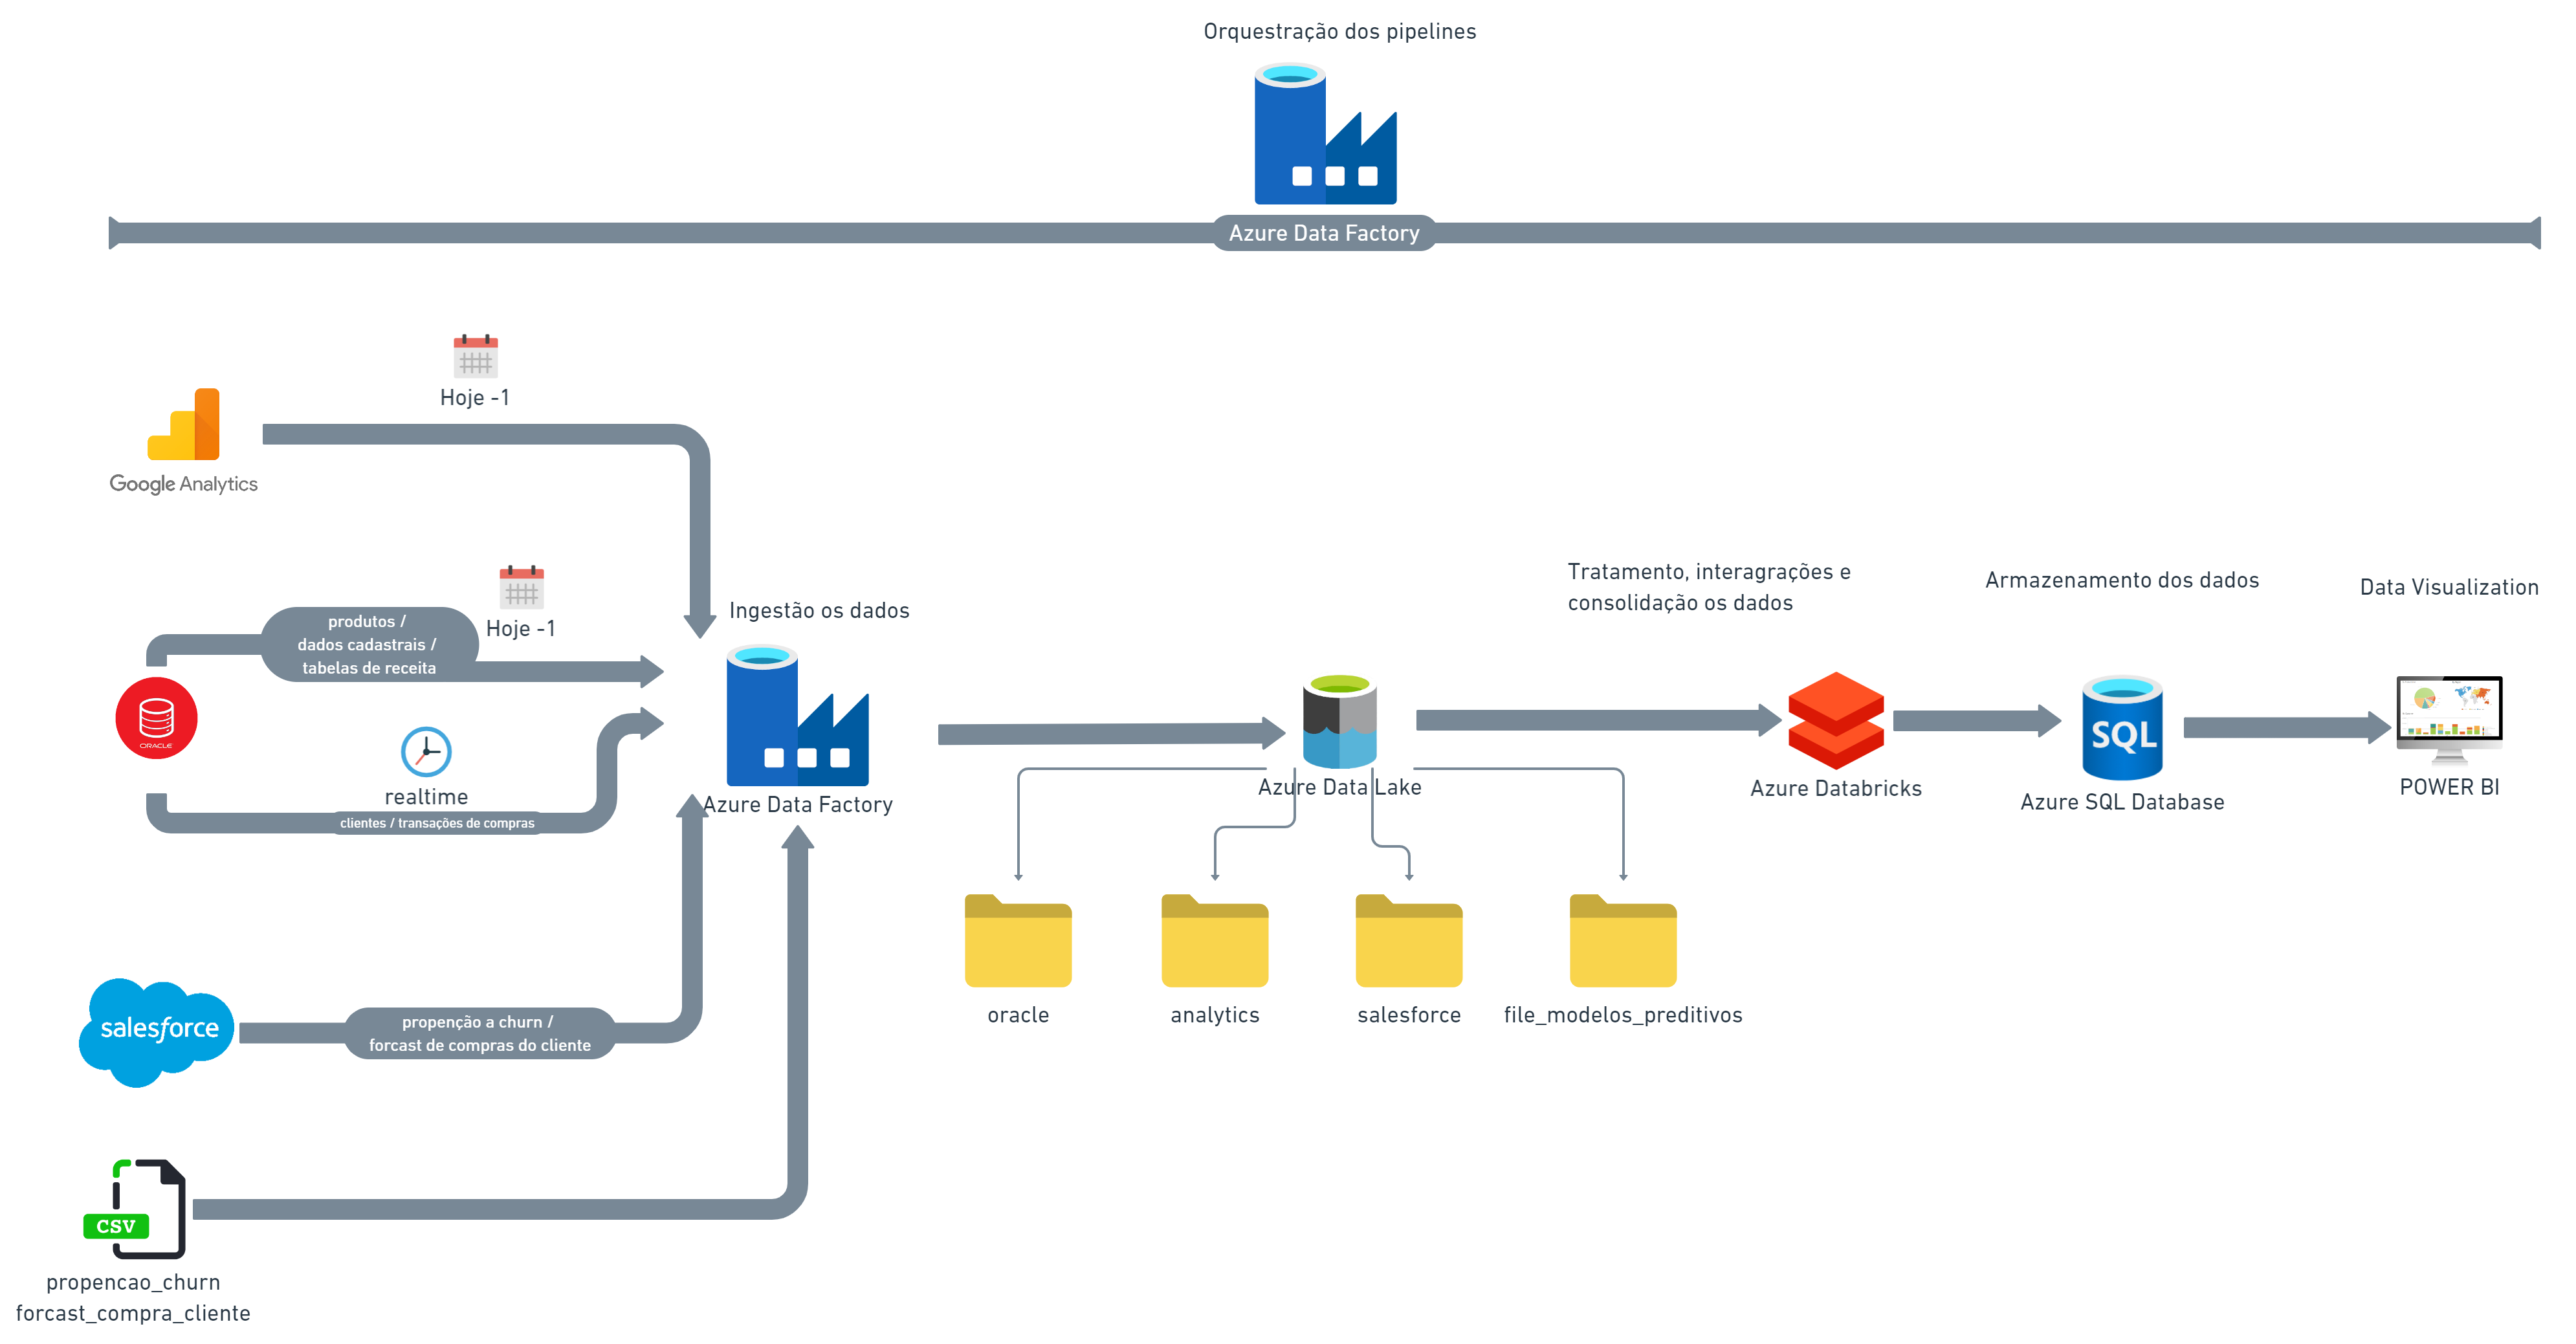 Orquestração dos pipelines
Azure Data Factory
Hoje -1
Google Analytics
produtos /
dados cadastrais /
tabelas de receita
Hoje -1
ORACLE
realtime
clientes / transações de compras
Ingestão os dados
Azure Data Factory
salesforce
propenção a churn /
forcast de compras do cliente
CSV
propencao_churn
forcast_compra_cliente
Azure Data Lake
oracle
analytics
salesforce
file_modelos_preditivos
Tratamento, interagrações e
consolidação os dados
Azure Databricks
Armazenamento dos dados
SQL
Azure SQL Database
Data Visualization
POWER BI